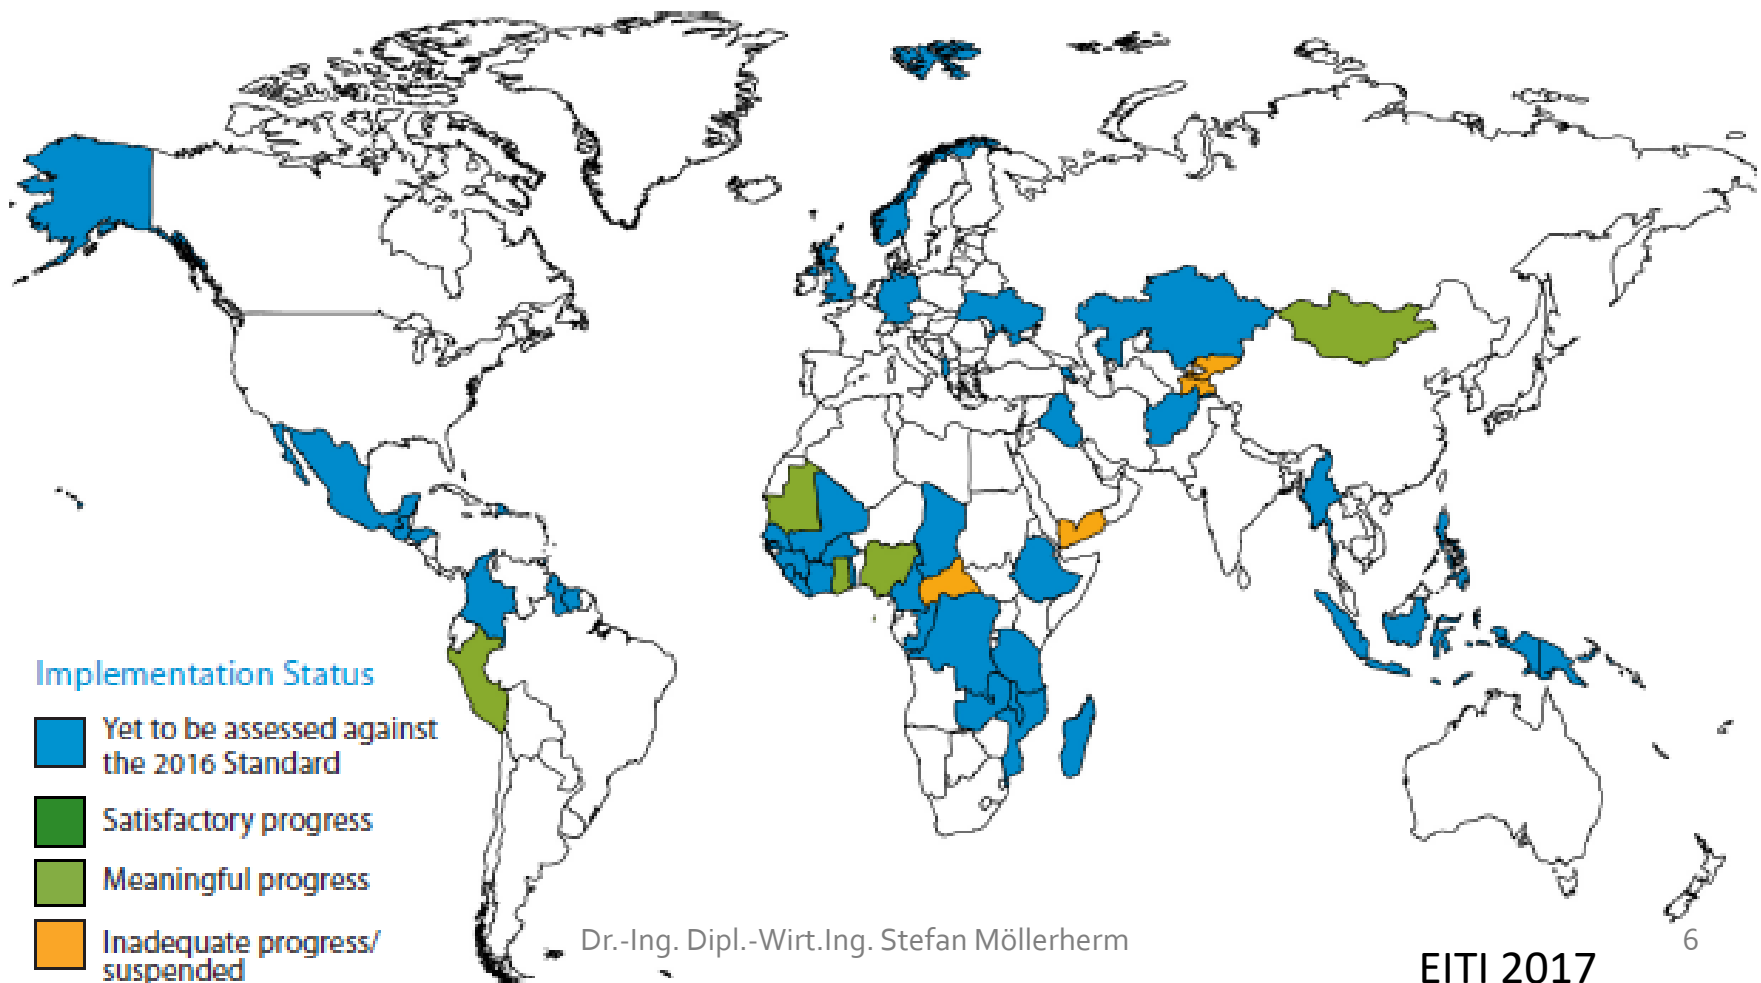 Implementation Status
Yet to be assessed against
the 2016 Standard
Satisfactory progress
Meaningful progress
Inadequate progress/
suspended
Dr.-Ing. Dipl.-Wirt.Ing. Stefan Möllerherm
6
EITI 2017